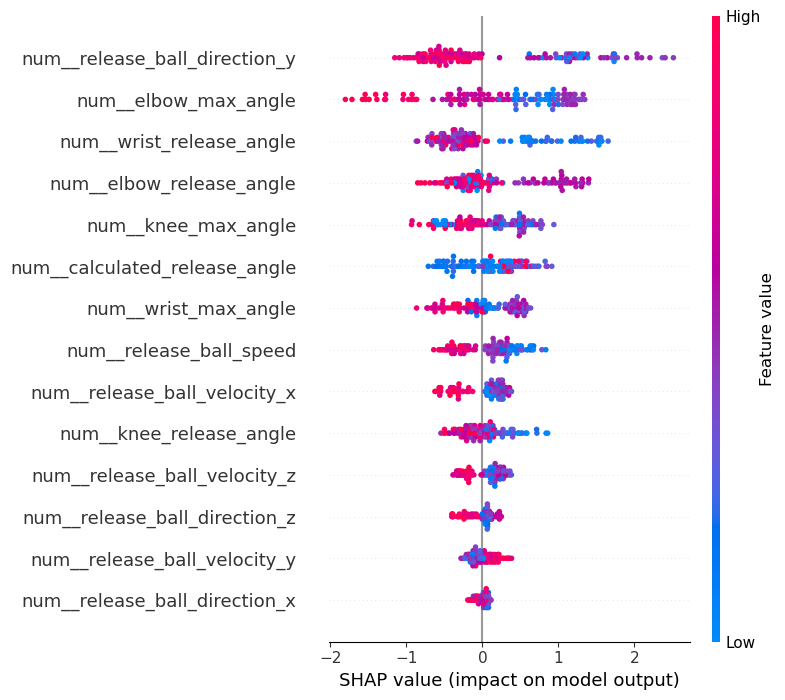 High
num__release_ball_direction_y
num__elbow_max_angle
num__wrist_release_angle
num__elbow_release_angle
num__knee_max_angle
num__calculated_release_angle
num__wrist_max_angle
num__release_ball_speed
num__release_ball_velocity_x
num__knee_release_angle
num__release_ball_velocity_z
num__release_ball_direction_z
num__release_ball_velocity_y
num__release_ball_direction_x
Feature value
Low
−2 −1 0 1 2
SHAP value (impact on model output)